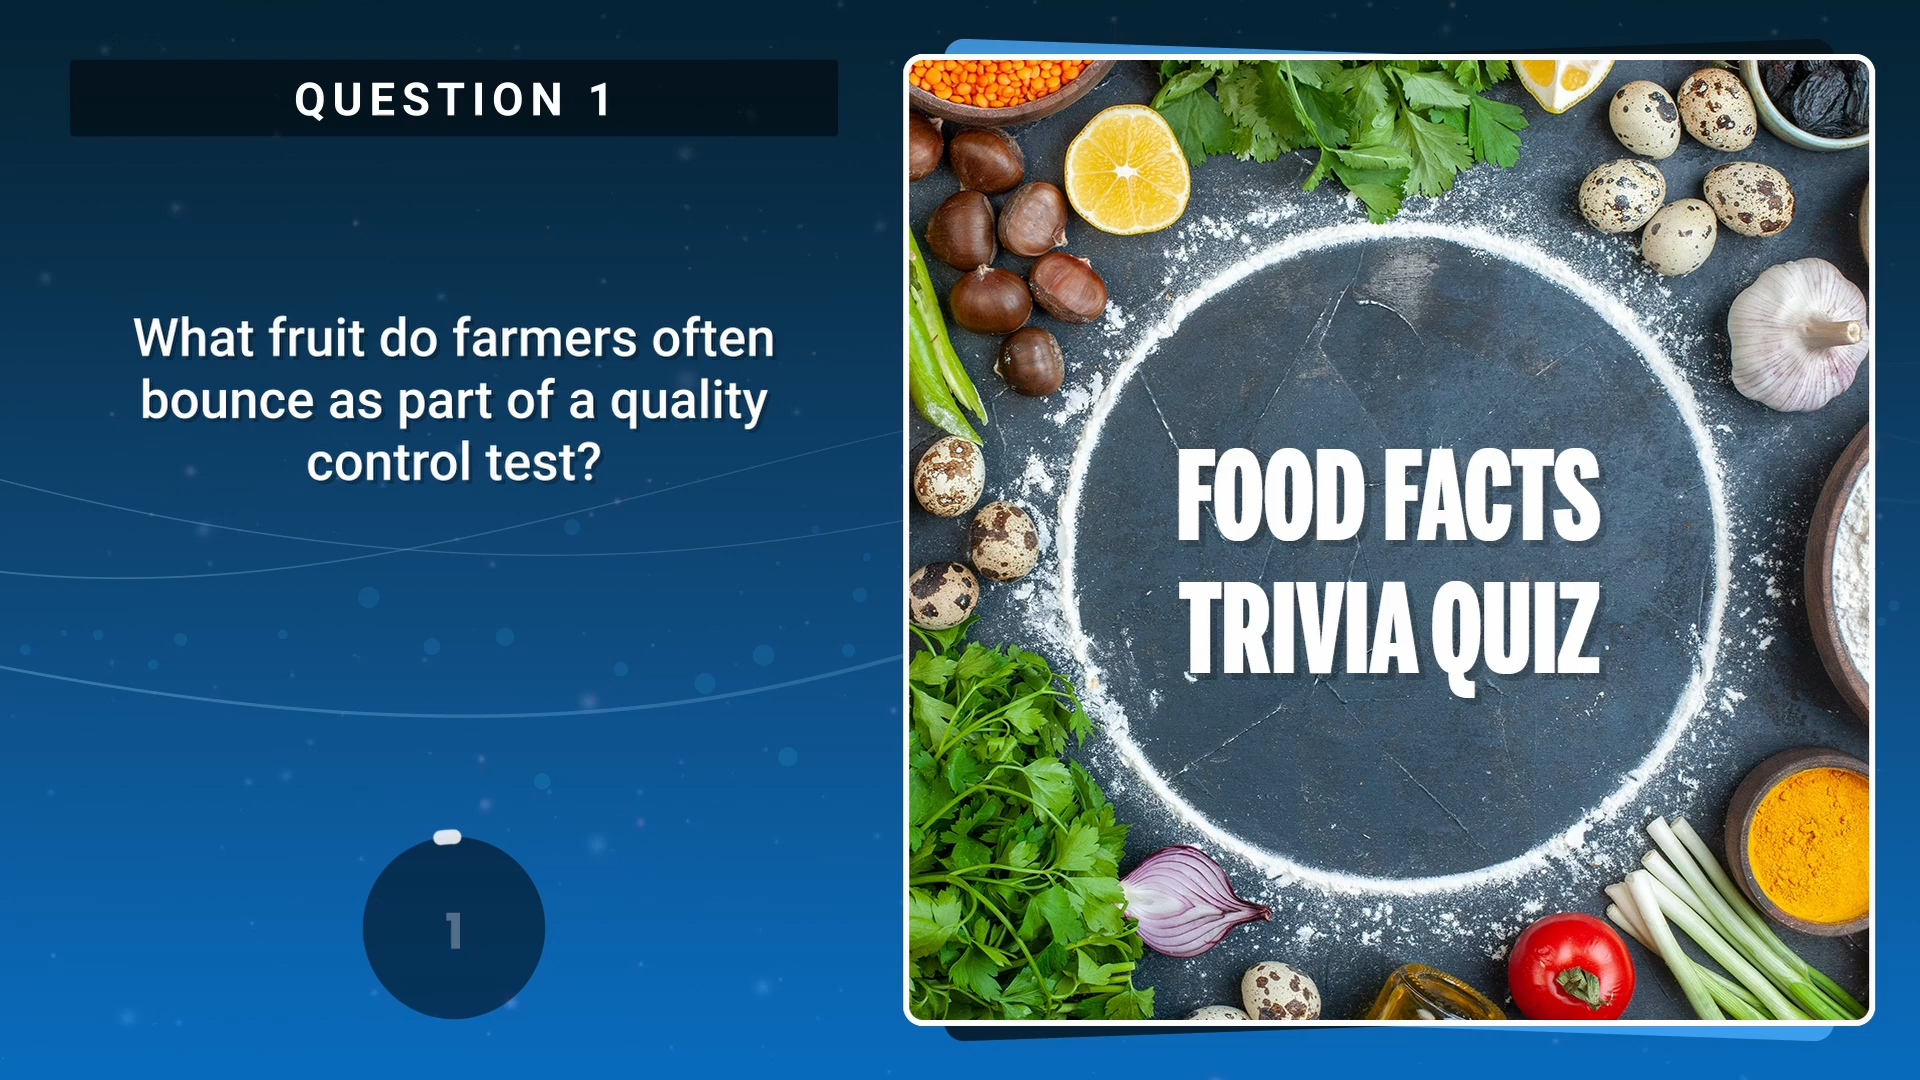 QUESTION 1
What fruit do farmers often
bounce as part of a quality
control test?
1
FOOD FACTS
TRIVIA QUIZ